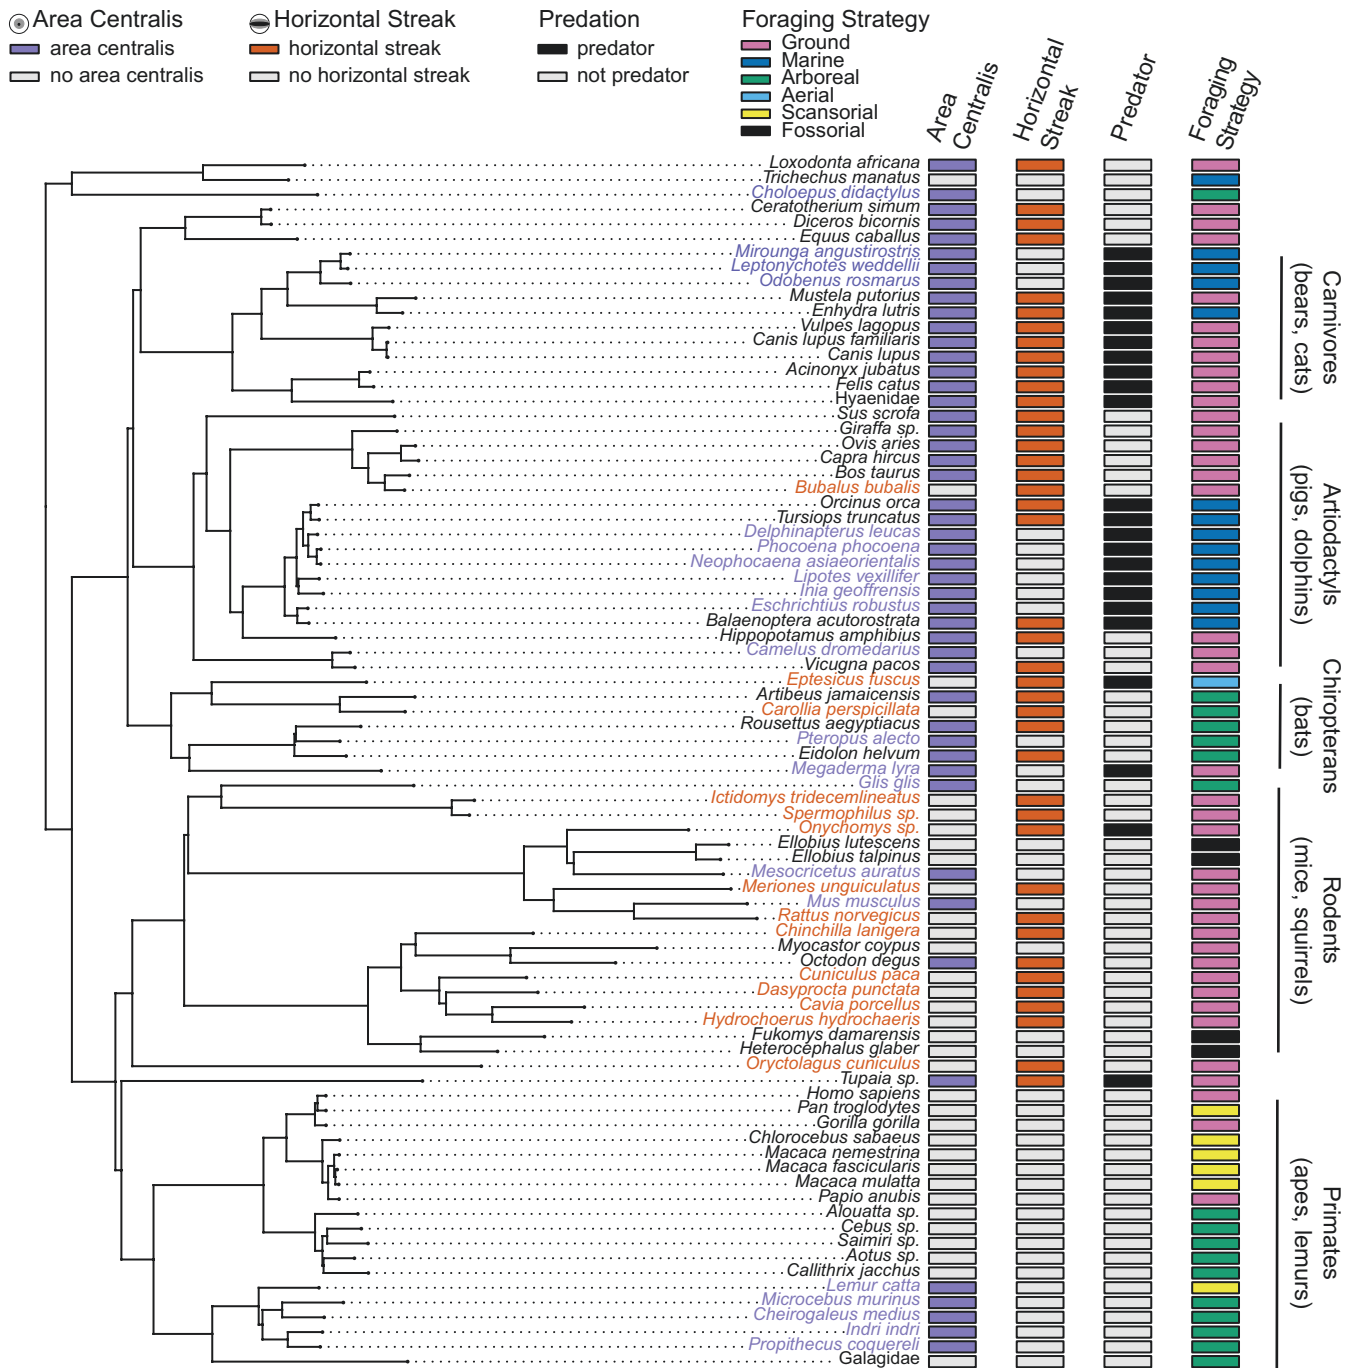 Area Centralis
area centralis
no area centralis
Horizontal Streak
horizontal streak
no horizontal streak
Predation
predator
not predator
Foraging Strategy
Ground
Marine
Arboreal
Aerial
Scansorial
Fossorial
Area
Centralis
Horizontal
Streak
Predator
Foraging
Strategy
Loxodonta africana
Trichechus manatus
Choloepus didactylus
Ceratotherium simum
Diceros bicornis
Equus caballus
Mirounga angustirostris
Leptonychotes weddellii
Odobenus rosmarus
Mustela putorius
Enhydra lutris
Vulpes lagopus
Canis lupus familiaris
Canis lupus
Acinonyx jubatus
Felis catus
Hyaenidae
Sus scrofa
Giraffa sp.
Ovis aries
Capra hircus
Bos taurus
Bubalus bubalis
Orcinus orca
Tursiops truncatus
Delphinapterus leucas
Phocoena phocoena
Neophocaena asiaeorientalis
Lipotes vexillifer
Inia geoffrensis
Eschrichtius robustus
Balaenoptera acutorostrata
Hippopotamus amphibius
Camelus dromedarius
Vicugna pacos
Eptesicus fuscus
Artibeus jamaicensis
Carollia perspicillata
Rousettus aegyptiacus
Pteropus alecto
Eidolon helvum
Megaderma lyra
Glis glis
Ictidomys tridecemlineatus
Spermophilus sp.
Onychomys sp.
Ellobius lutescens
Ellobius talpinus
Mesocricetus auratus
Meriones unguiculatus
Mus musculus
Rattus norvegicus
Chinchilla lanigera
Myocastor coypus
Octodon degus
Cuniculus paca
Dasyprocta punctata
Cavia porcellus
Hydrochoerus hydrochaeris
Fukomys damarensis
Heterocephalus glaber
Oryctolagus cuniculus
Tupaia sp.
Homo sapiens
Pan troglodytes
Gorilla gorilla
Chlorocebus sabaeus
Macaca nemestrina
Macaca fascicularis
Macaca mulatta
Papio anubis
Alouatta sp.
Cebus sp.
Saimiri sp.
Aotus sp.
Callithrix jacchus
Lemur catta
Microcebus murinus
Cheirogaleus medius
Indri indri
Propithecus coquereli
Galagidae
Carnivores
(bears, cats)
Artiodactyls
(pigs, dolphins)
Chiropterans
(bats)
Rodents
(mice, squirrels)
Primates
(apes, lemurs)